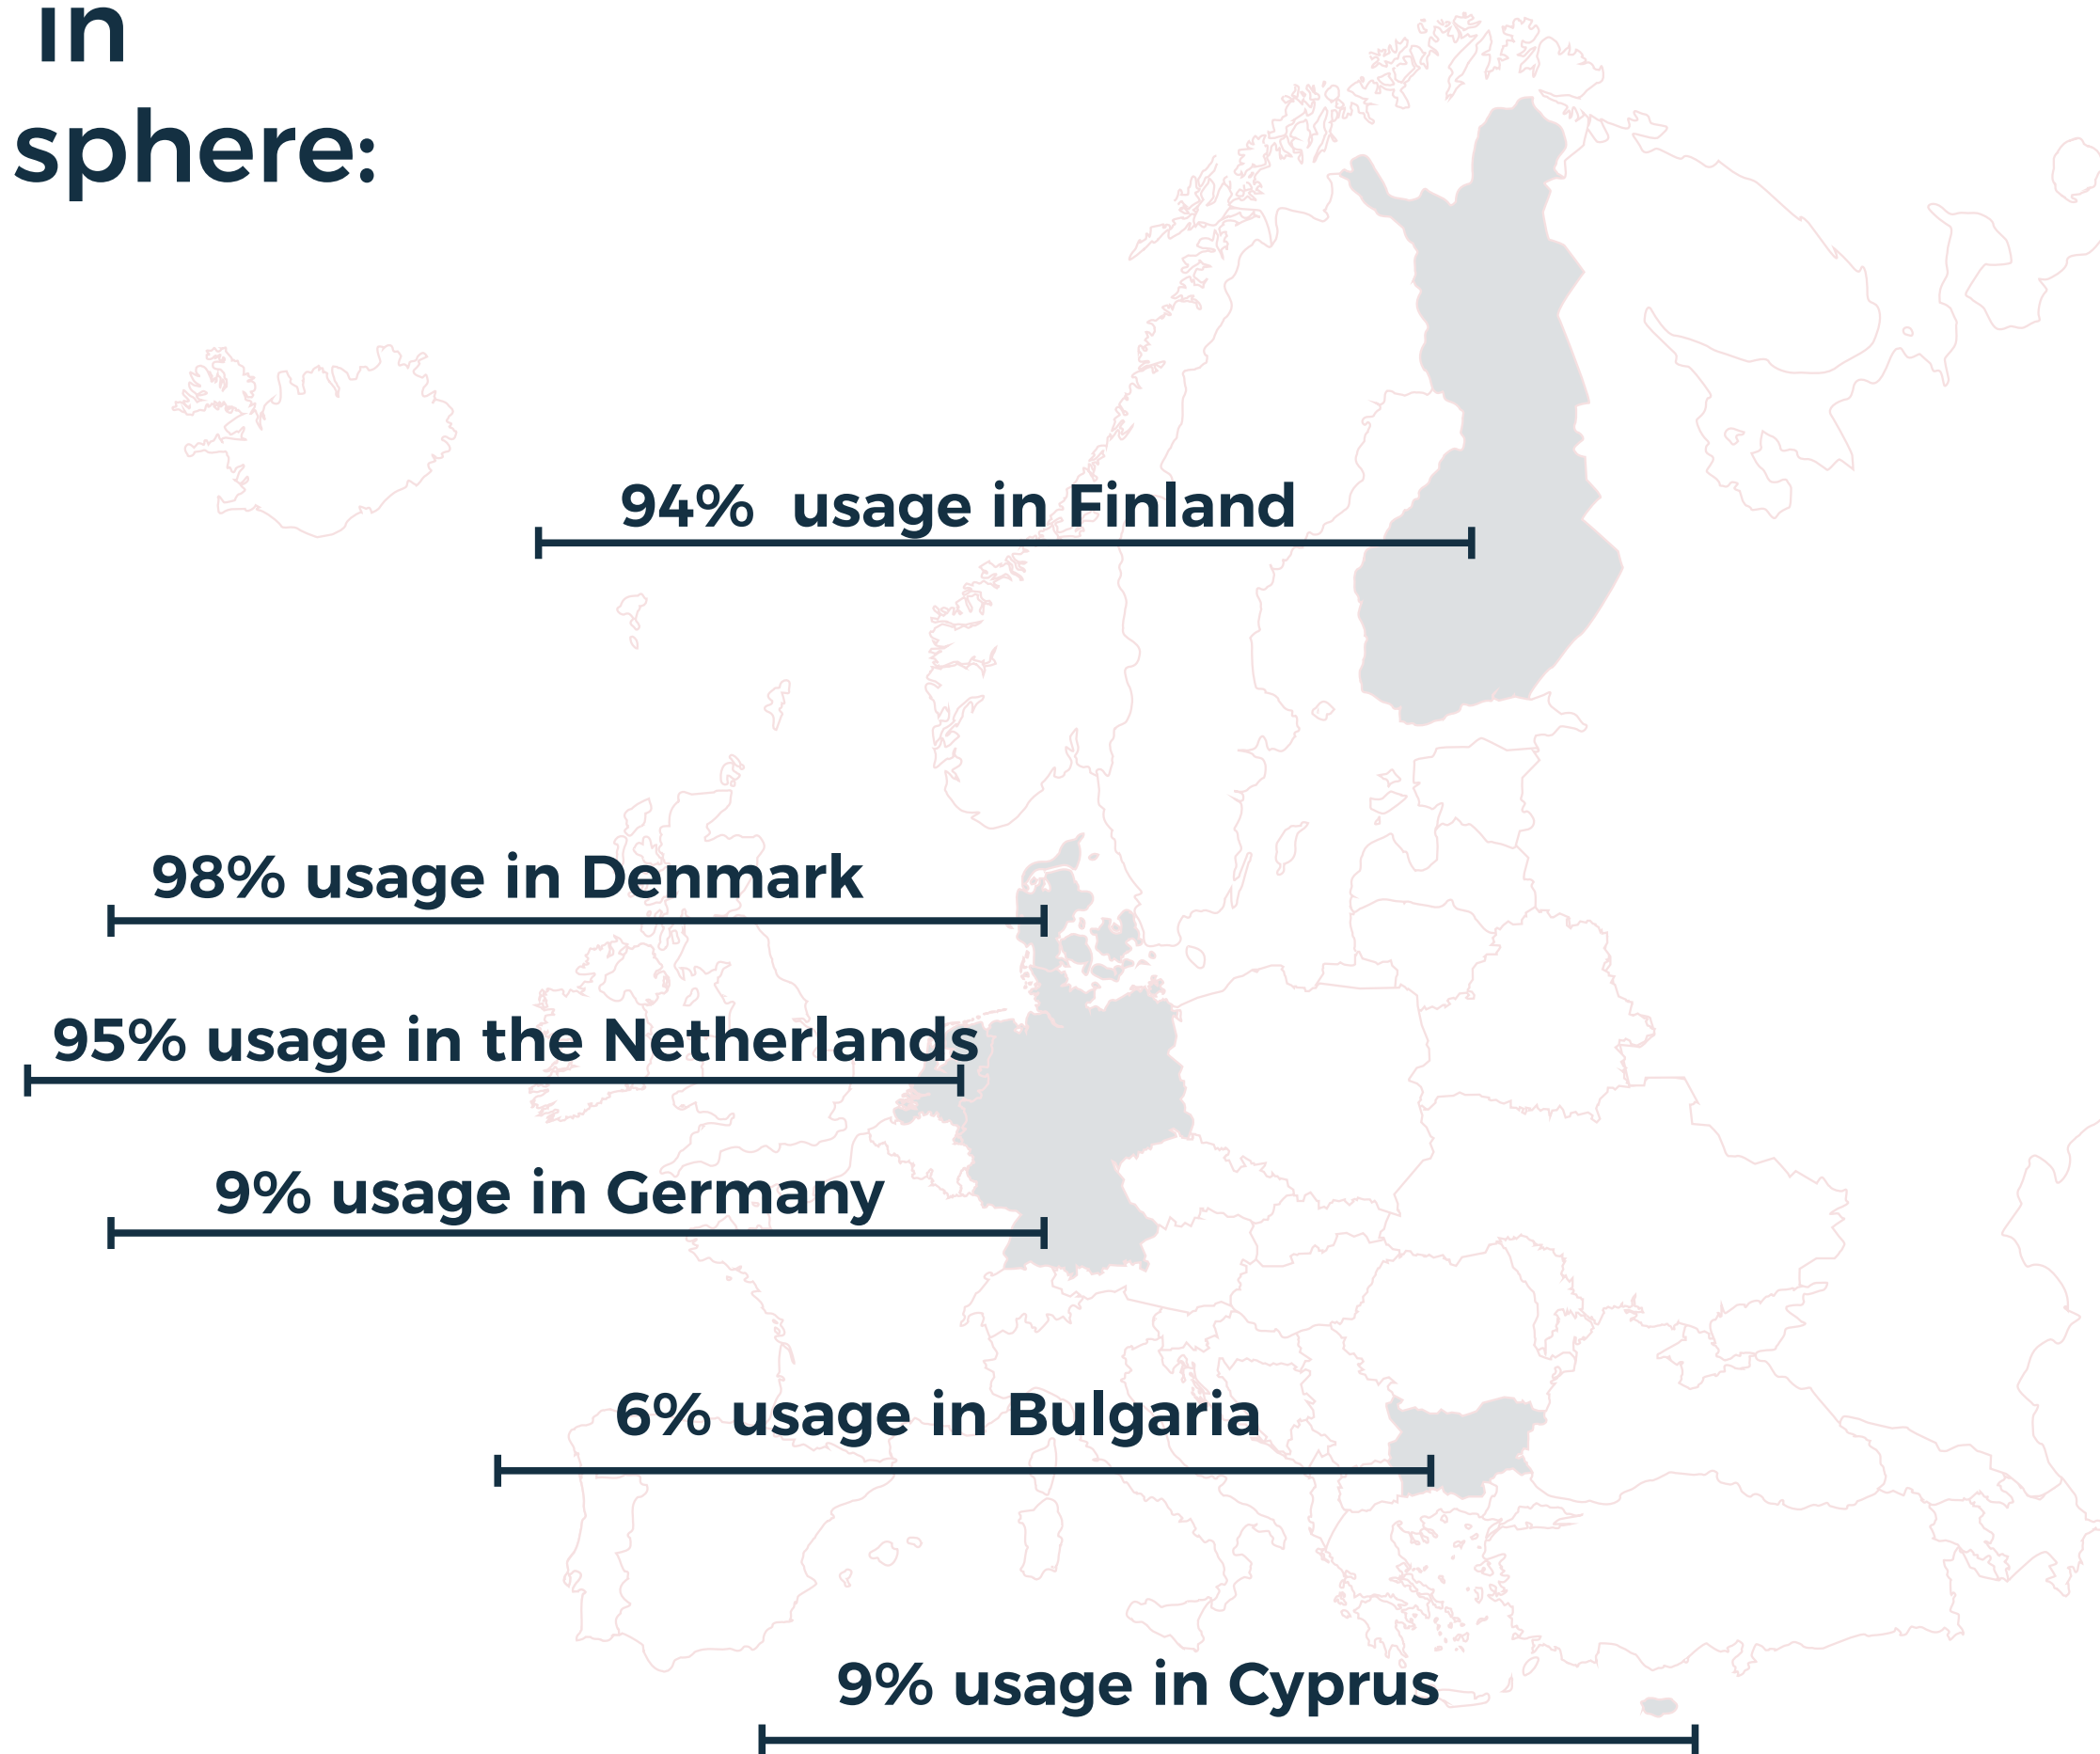 in
sphere:
94% usage in Finland
98% usage in Denmark
95% usage in the Netherlands
9% usage in Germany
6% usage in Bulgaria
9% usage in Cyprus